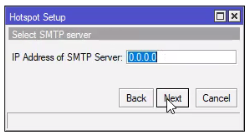 Hotspot Setup
Select SMTP server
IP Address of SMTP Server: 0.0.0.0
Back Next Cancel